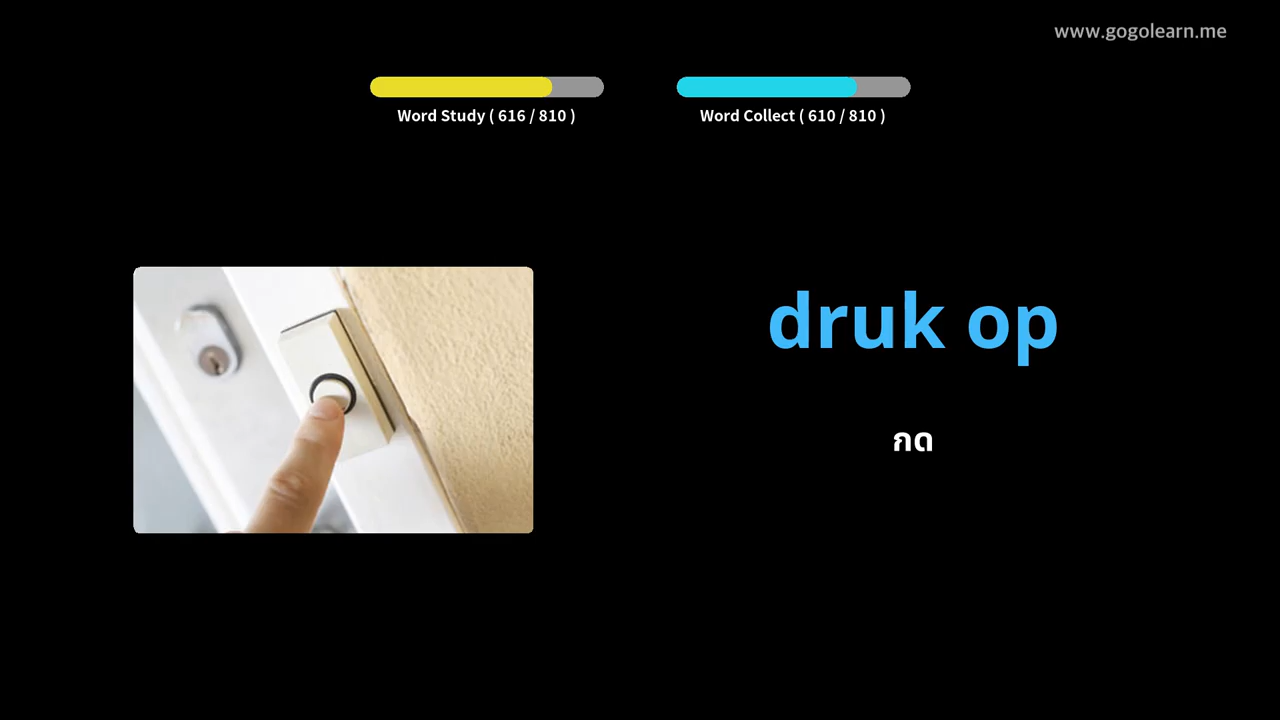 www.gogolearn.me
Word Study ( 616 / 810 )
Word Collect ( 610 / 810 )
druk op
กด